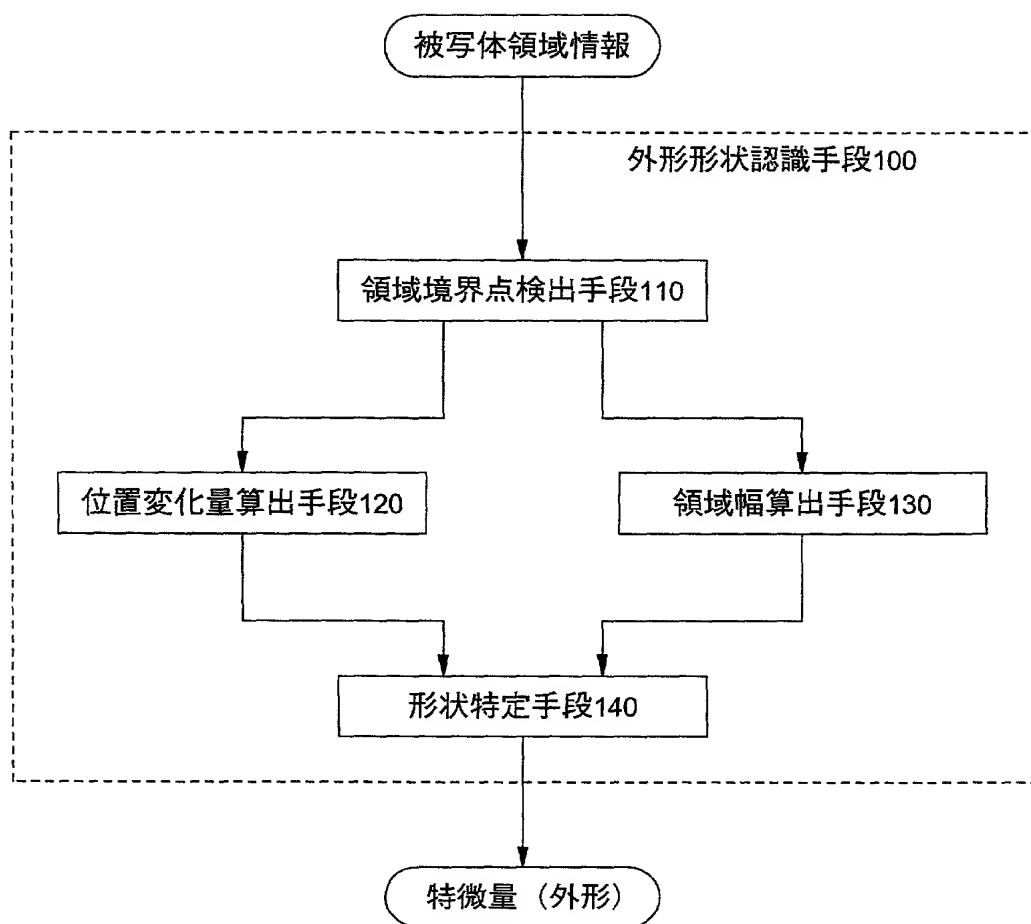 被写体領域情報
外形形状認識手段100
領域境界点検出手段110
位置変化量算出手段120
領域幅算出手段130
形状特定手段140
特微量（外形）